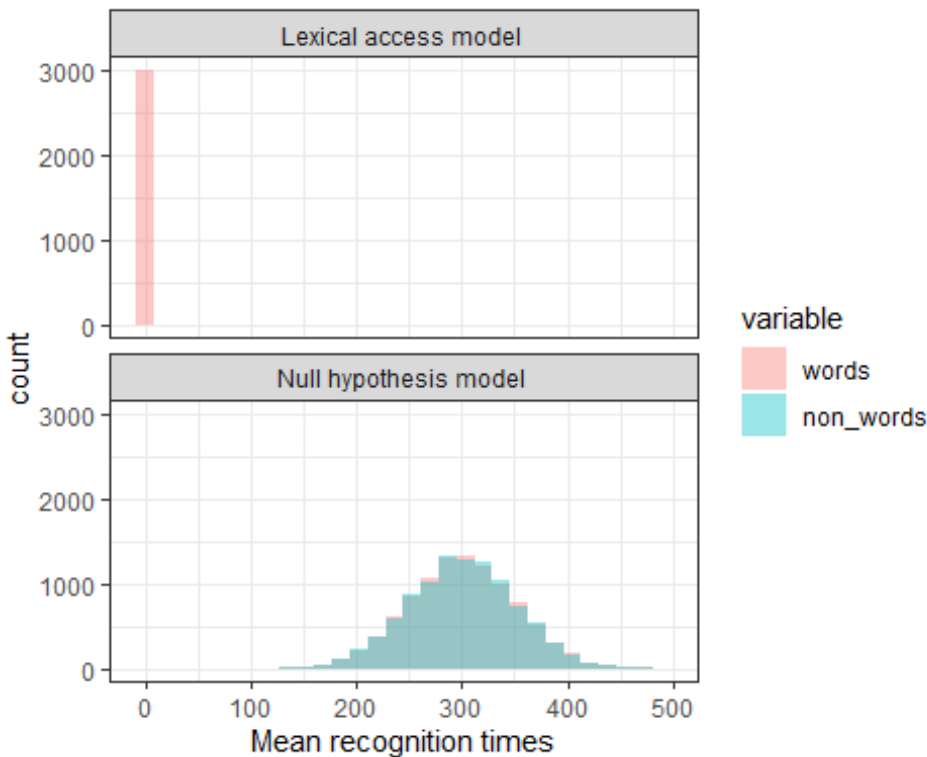 Lexical access model
3000
2000
1000
0
count
Null hypothesis model
3000
2000
1000
0
0 100 200 300 400 500
Mean recognition times
variable
words
non_words